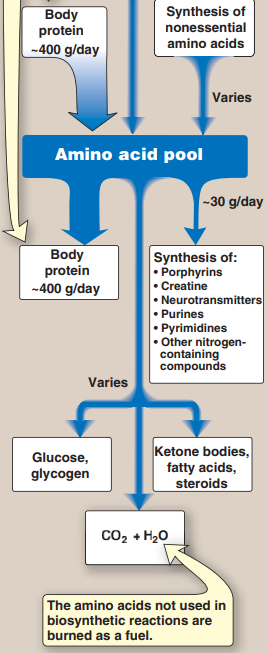 Body
protein
~400 g/day
Synthesis of
nonessential
amino acids
Varies
Amino acid pool
~30 g/day
Body
protein
~400 g/day
Synthesis of:
• Porphyrins
• Creatine
• Neurotransmitters
• Purines
• Pyrimidines
• Other nitrogen-
containing
compounds
Varies
Glucose,
glycogen
Ketone bodies,
fatty acids,
steroids
CO₂ + H₂O
The amino acids not used in
biosynthetic reactions are
burned as a fuel.